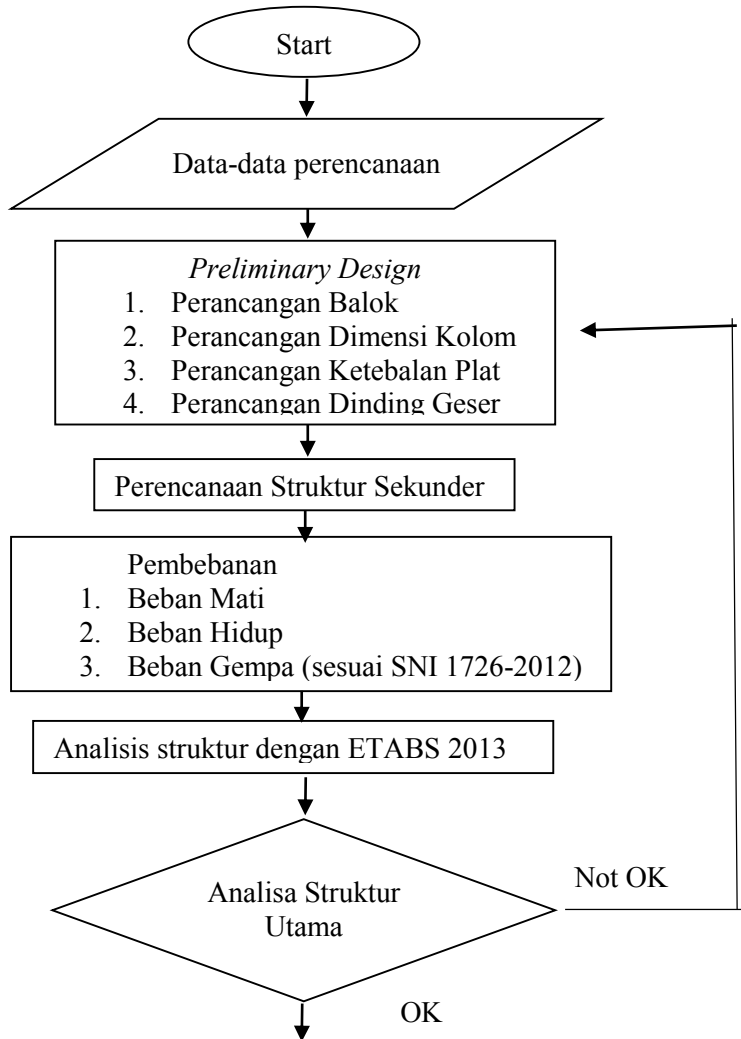 Start
Data-data perencanaan
Preliminary Design
1. Perancangan Balok
2. Perancangan Dimensi Kolom
3. Perancangan Ketebalan Plat
4. Perancangan Dinding Geser
Perencanaan Struktur Sekunder
Pembebanan
1. Beban Mati
2. Beban Hidup
3. Beban Gempa (sesuai SNI 1726-2012)
Analisis struktur dengan ETABS 2013
Analisa Struktur
Utama
Not OK
OK